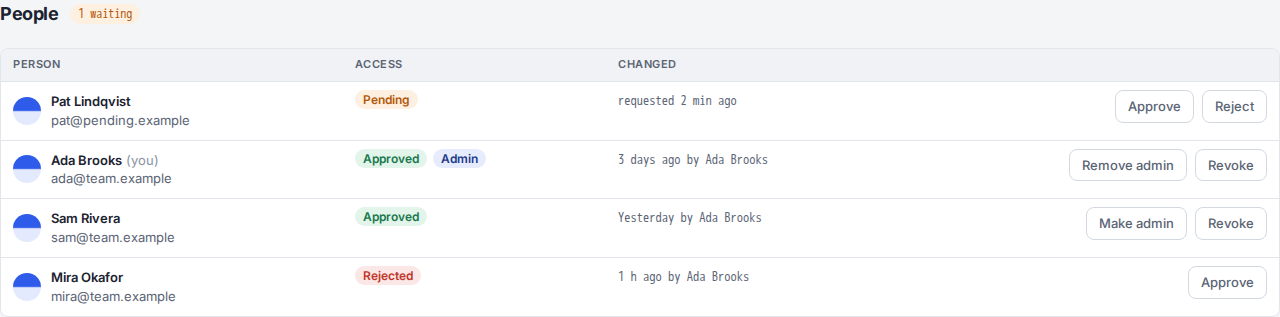 People 1 waiting
PERSON ACCESS CHANGED
Pat Lindqvist Pending requested 2 min ago Approve Reject
pat@pending.example
Ada Brooks (you) Approved Admin 3 days ago by Ada Brooks Remove admin Revoke
ada@team.example
Sam Rivera Approved Yesterday by Ada Brooks Make admin Revoke
sam@team.example
Mira Okafor Rejected 1 h ago by Ada Brooks Approve
mira@team.example